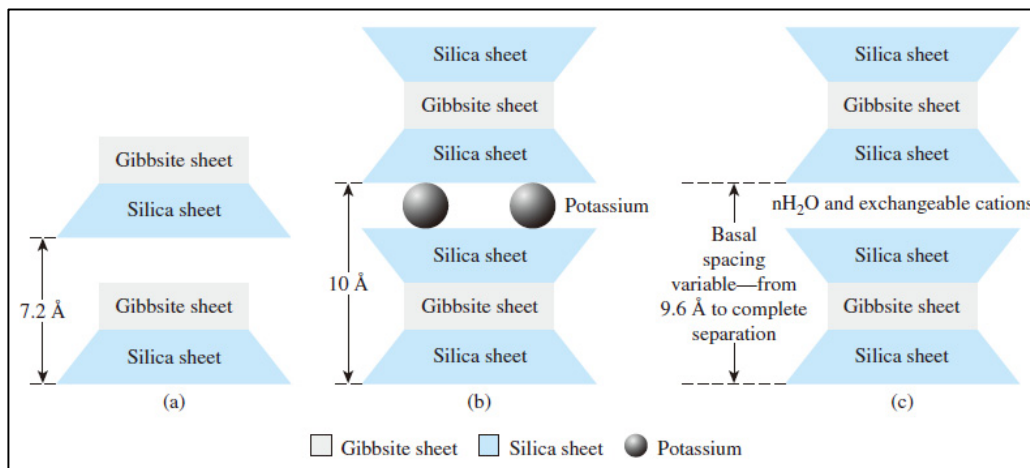 Gibbsite sheet
Silica sheet
7.2 Å
Gibbsite sheet
Silica sheet
(a)
Silica sheet
Gibbsite sheet
Silica sheet
Potassium
10 Å
Silica sheet
Gibbsite sheet
Silica sheet
(b)
Silica sheet
Gibbsite sheet
Silica sheet
nH₂O and exchangeable cations
Basal
spacing
variable—from
9.6 Å to complete
separation
Silica sheet
Gibbsite sheet
Silica sheet
(c)
Gibbsite sheet Silica sheet Potassium